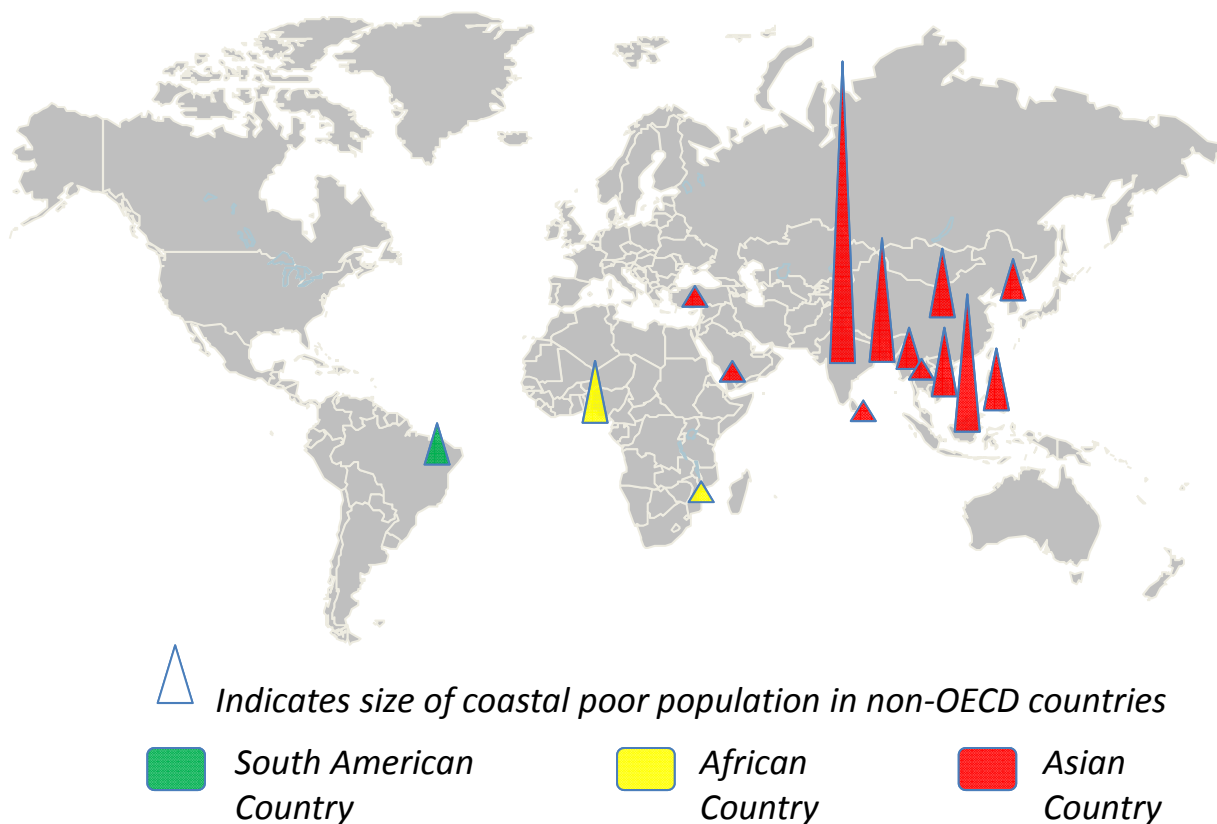 Indicates size of coastal poor population in non-OECD countries
South American
Country
African
Country
Asian
Country